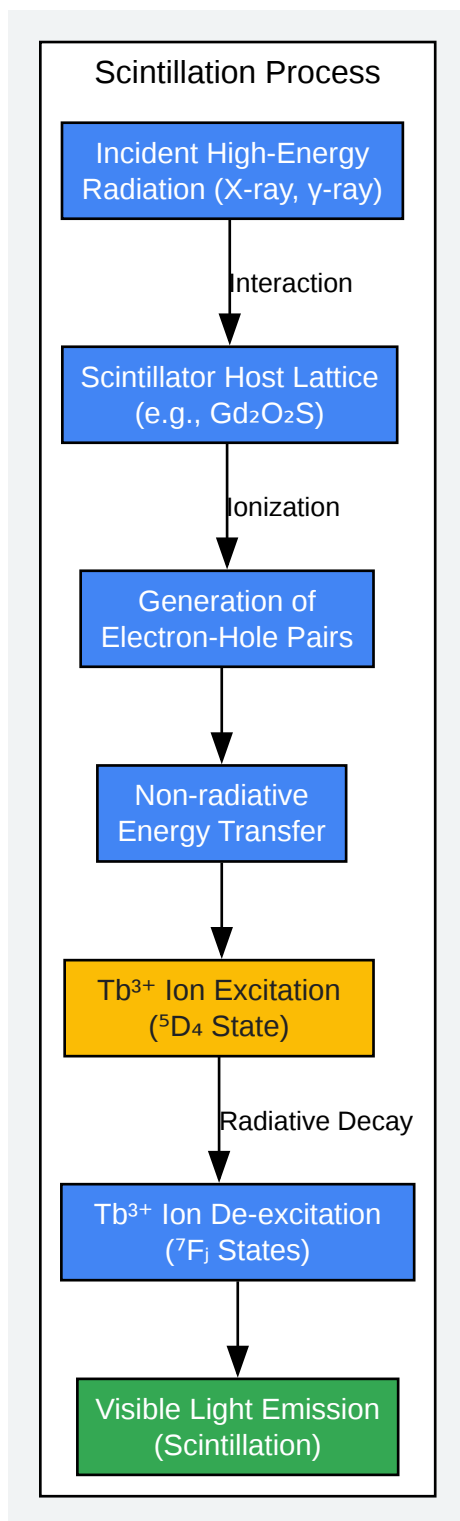 Scintillation Process
Incident High-Energy
Radiation (X-ray, γ-ray)
Interaction
Scintillator Host Lattice
(e.g., Gd₂O₂S)
Ionization
Generation of
Electron-Hole Pairs
Non-radiative
Energy Transfer
Tb³⁺ Ion Excitation
(⁵D₄ State)
Radiative Decay
Tb³⁺ Ion De-excitation
(⁷Fⱼ States)
Visible Light Emission
(Scintillation)